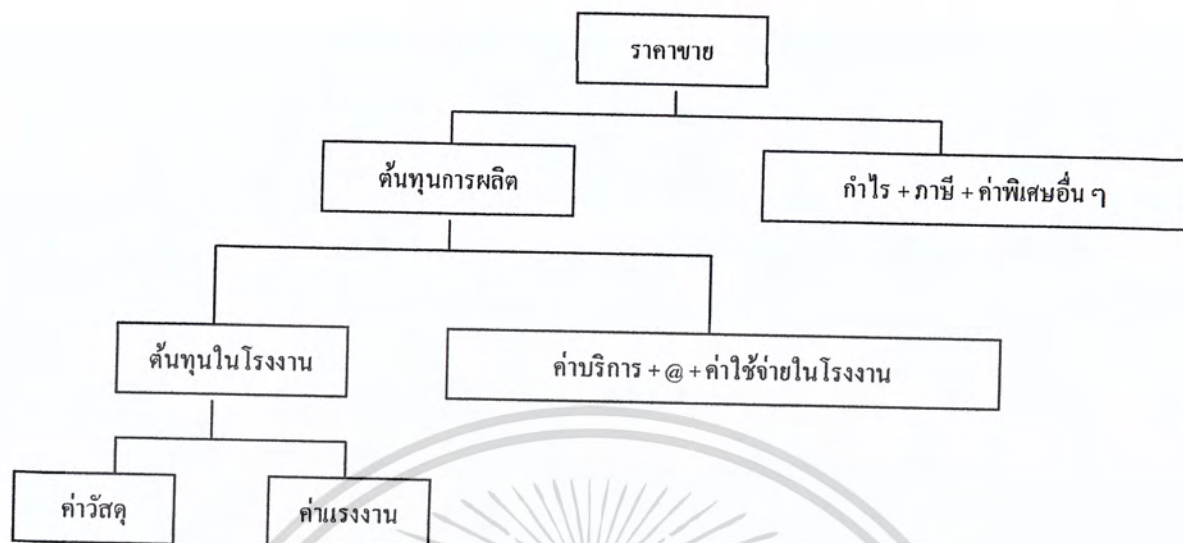 ราคาขาย
ต้นทุนการผลิต
กำไร + ภาษี + ค่าพิเศษอื่น ๆ
ต้นทุนในโรงงาน
ค่าบริการ + @ + ค่าใช้จ่ายในโรงงาน
ค่าวัสดุ
ค่าแรงงาน